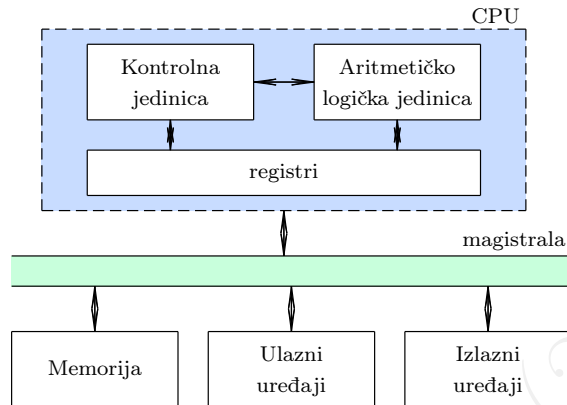 CPU
Kontrolna
jedinica
Aritmetičko
logička jedinica
registri
magistrala
Memorija
Ulazni
uređaji
Izlazni
uređaji